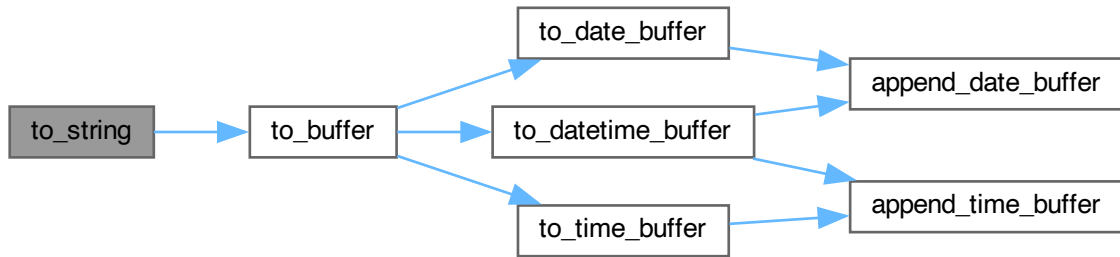 to_string
to_buffer
to_date_buffer
to_datetime_buffer
to_time_buffer
append_date_buffer
append_time_buffer